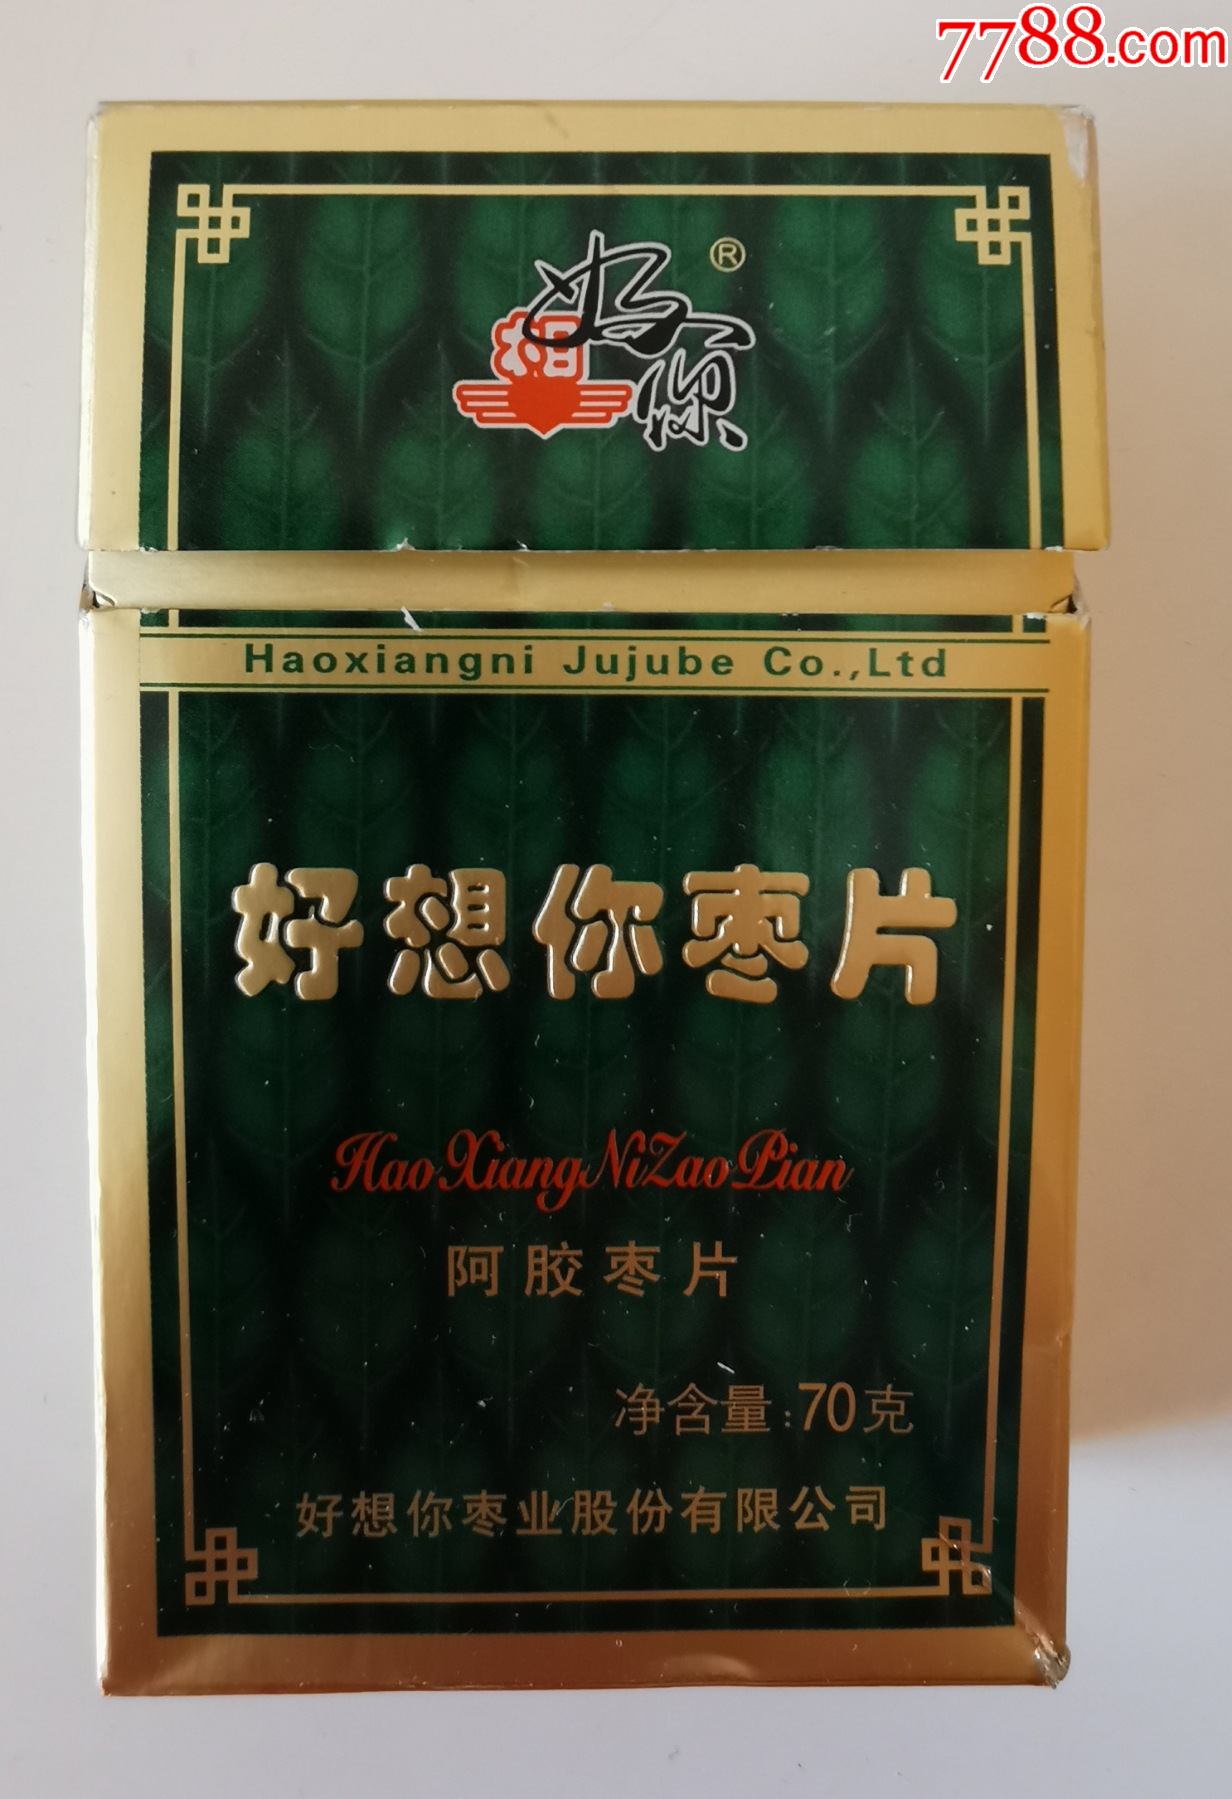 7788.com
好想你®
Haoxiangni Jujube Co.,Ltd
好想你枣片
Hao Xiang Ni Zao Pian
阿胶枣片
净含量:70克
好想你枣业股份有限公司